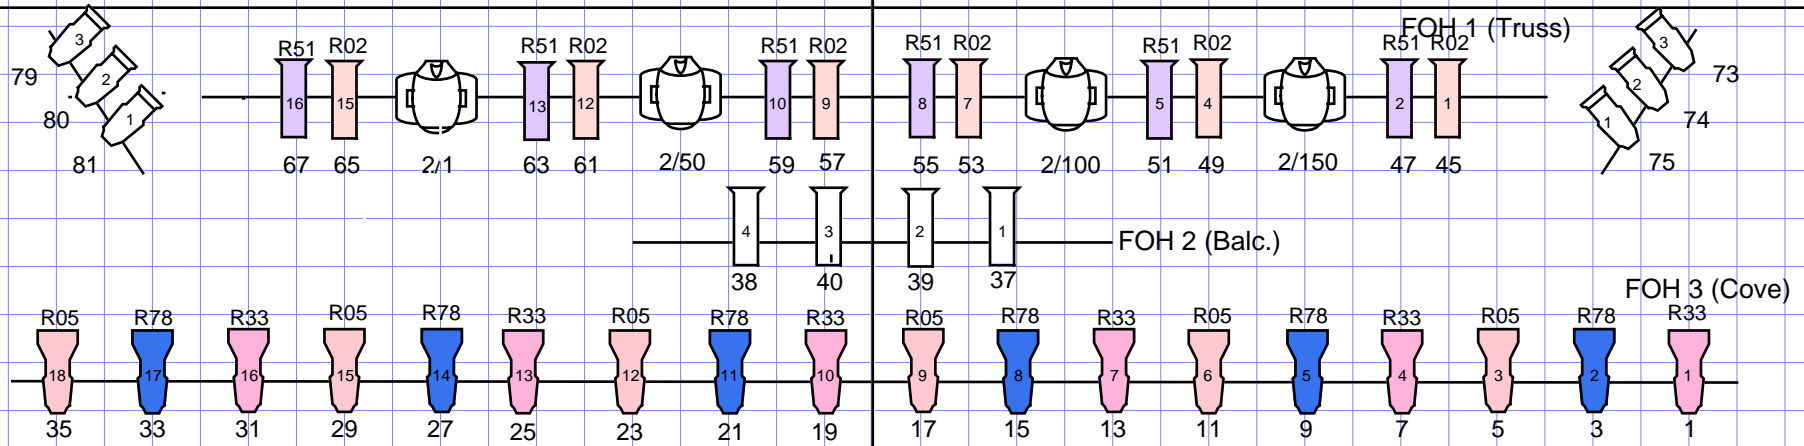 FOH 1 (Truss)
R51 R02 R51 R02 R51 R02 R51 R02 R51 R02 R51 R02
3 3
79 2 2 73
16 15 13 12 10 9 8 7 5 4 2 1
80 1 1 74
81 67 65 2/1 63 61 2/50 59 57 55 53 2/100 51 49 2/150 47 45 75
4 3 2 1 FOH 2 (Balc.)
38 40 39 37
FOH 3 (Cove)
R05 R78 R33 R05 R78 R33 R05 R78 R33 R05 R78 R33 R05 R78 R33 R05 R78 R33
18 17 16 15 14 13 12 11 10 9 8 7 6 5 4 3 2 1
35 33 31 29 27 25 23 21 19 17 15 13 11 9 7 5 3 1